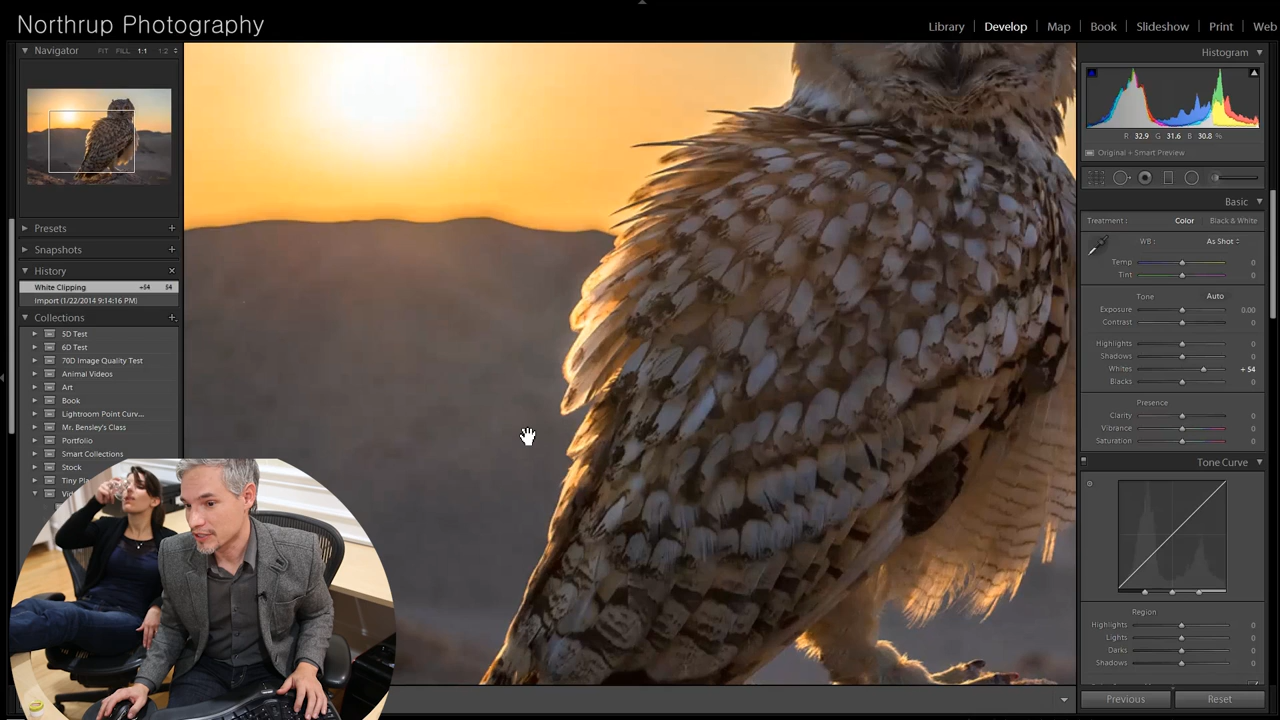 Northrup Photography
Library | Develop | Map | Book | Slideshow | Print | Web
Navigator FIT FILL 1:1 1:2
Histogram
R 32.9 G 31.6 B 30.8 %
Original + Smart Preview
Presets +
Snapshots +
History ×
White Clipping +54 54
Import (1/22/2014 9:14:16 PM)
Collections +
5D Test
6D Test
70D Image Quality Test
Animal Videos
Art
Book
Lightroom Point Curv...
Mr. Bensley's Class
Portfolio
Smart Collections
Stock
Basic
Treatment: Color Black & White
WB: As Shot
Temp 0
Tint 0
Tone Auto
Exposure 0.00
Contrast 0
Highlights 0
Shadows 0
Whites + 54
Blacks 0
Presence
Clarity 0
Vibrance 0
Saturation 0
Tone Curve
Region
Highlights 0
Lights 0
Darks 0
Shadows 0
Previous Reset